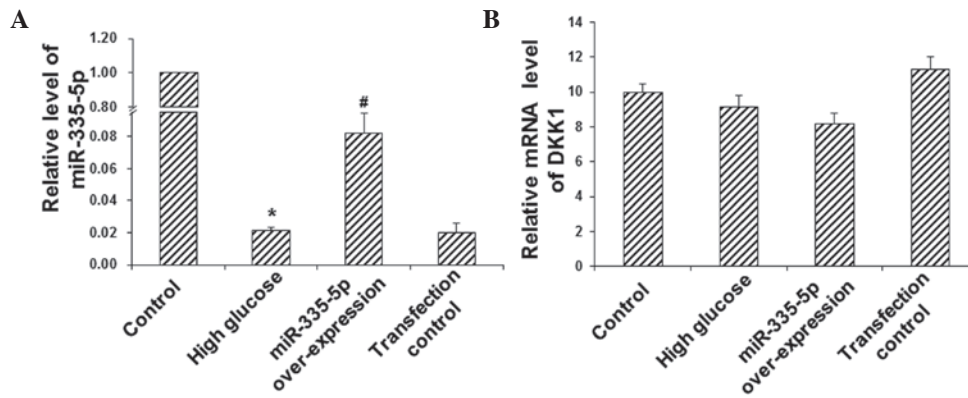 A
Relative level of
miR-335-5p
1.20
1.00
0.80
0.08
0.06
0.04
0.02
0.00
*
#
Control
High glucose
miR-335-5p
over-expression
Transfection
control
B
Relative mRNA level
of DKK1
14
12
10
8
6
4
2
0
Control
High glucose
miR-335-5p
over-expression
Transfection
control